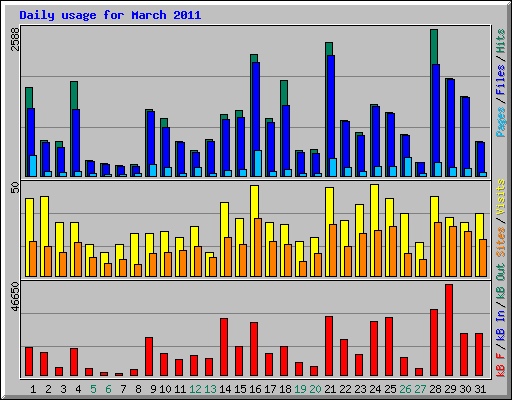 Daily usage for March 2011
2588
Pages / Files / Hits
50
Sites / Visits
46650
kB F / kB In / kB Out
1 2 3 4 5 6 7 8 9 10 11 12 13 14 15 16 17 18 19 20 21 22 23 24 25 26 27 28 29 30 31